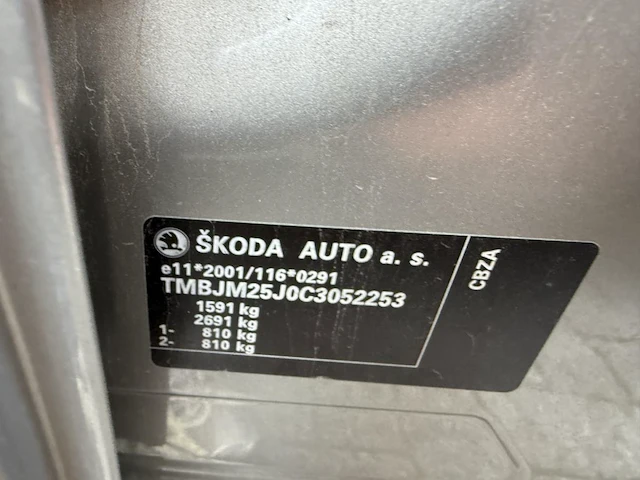 ŠKODA AUTO a. s.
e11*2001/116*0291
TMBJM25J0C3052253
1591 kg
2691 kg
1- 810 kg
2- 810 kg
CBZA